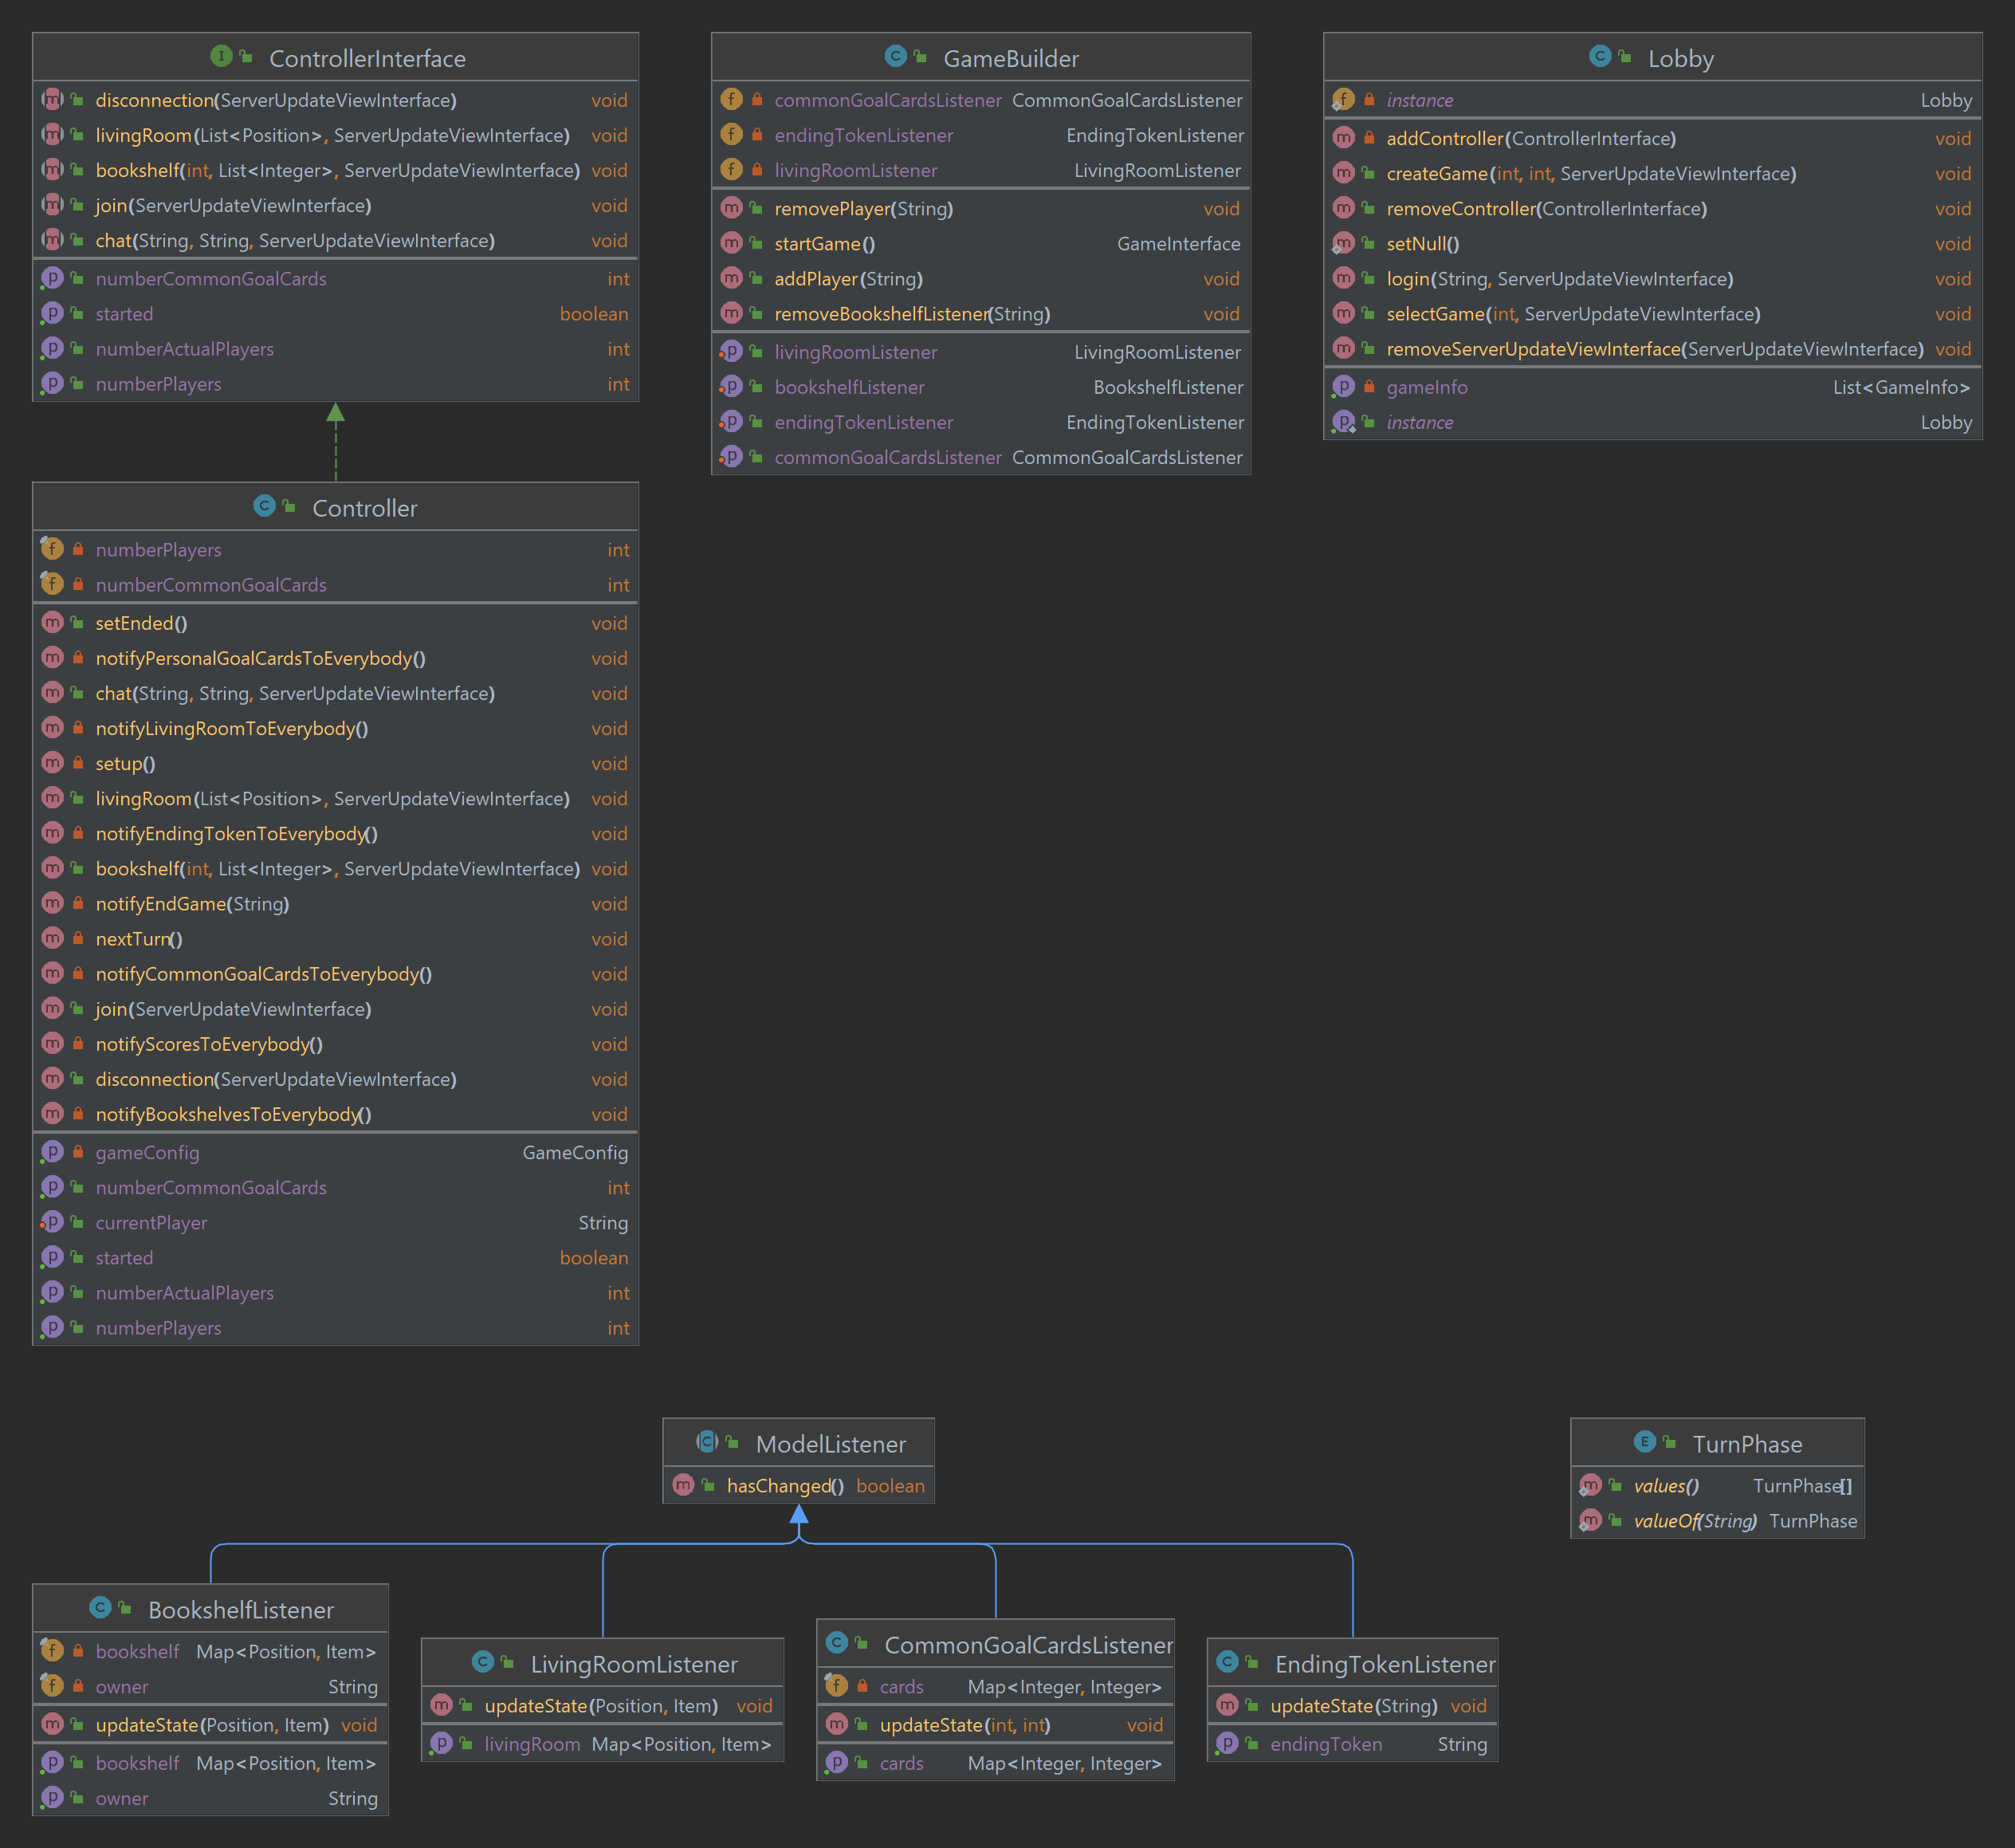 ControllerInterface
disconnection(ServerUpdateViewInterface) void
livingRoom(List<Position>, ServerUpdateViewInterface) void
bookshelf(int, List<Integer>, ServerUpdateViewInterface) void
join(ServerUpdateViewInterface) void
chat(String, String, ServerUpdateViewInterface) void
numberCommonGoalCards int
started boolean
numberActualPlayers int
numberPlayers int
GameBuilder
commonGoalCardsListener CommonGoalCardsListener
endingTokenListener EndingTokenListener
livingRoomListener LivingRoomListener
removePlayer(String) void
startGame() GameInterface
addPlayer(String) void
removeBookshelfListener(String) void
livingRoomListener LivingRoomListener
bookshelfListener BookshelfListener
endingTokenListener EndingTokenListener
commonGoalCardsListener CommonGoalCardsListener
Lobby
instance Lobby
addController(ControllerInterface) void
createGame(int, int, ServerUpdateViewInterface) void
removeController(ControllerInterface) void
setNull() void
login(String, ServerUpdateViewInterface) void
selectGame(int, ServerUpdateViewInterface) void
removeServerUpdateViewInterface(ServerUpdateViewInterface) void
gameInfo List<GameInfo>
instance Lobby
Controller
numberPlayers int
numberCommonGoalCards int
setEnded() void
notifyPersonalGoalCardsToEverybody() void
chat(String, String, ServerUpdateViewInterface) void
notifyLivingRoomToEverybody() void
setup() void
livingRoom(List<Position>, ServerUpdateViewInterface) void
notifyEndingTokenToEverybody() void
bookshelf(int, List<Integer>, ServerUpdateViewInterface) void
notifyEndGame(String) void
nextTurn() void
notifyCommonGoalCardsToEverybody() void
join(ServerUpdateViewInterface) void
notifyScoresToEverybody() void
disconnection(ServerUpdateViewInterface) void
notifyBookshelvesToEverybody() void
gameConfig GameConfig
numberCommonGoalCards int
currentPlayer String
started boolean
numberActualPlayers int
numberPlayers int
ModelListener
hasChanged() boolean
TurnPhase
values() TurnPhase[]
valueOf(String) TurnPhase
BookshelfListener
bookshelf Map<Position, Item>
owner String
updateState(Position, Item) void
bookshelf Map<Position, Item>
owner String
LivingRoomListener
updateState(Position, Item) void
livingRoom Map<Position, Item>
CommonGoalCardsListener
cards Map<Integer, Integer>
updateState(int, int) void
cards Map<Integer, Integer>
EndingTokenListener
updateState(String) void
endingToken String